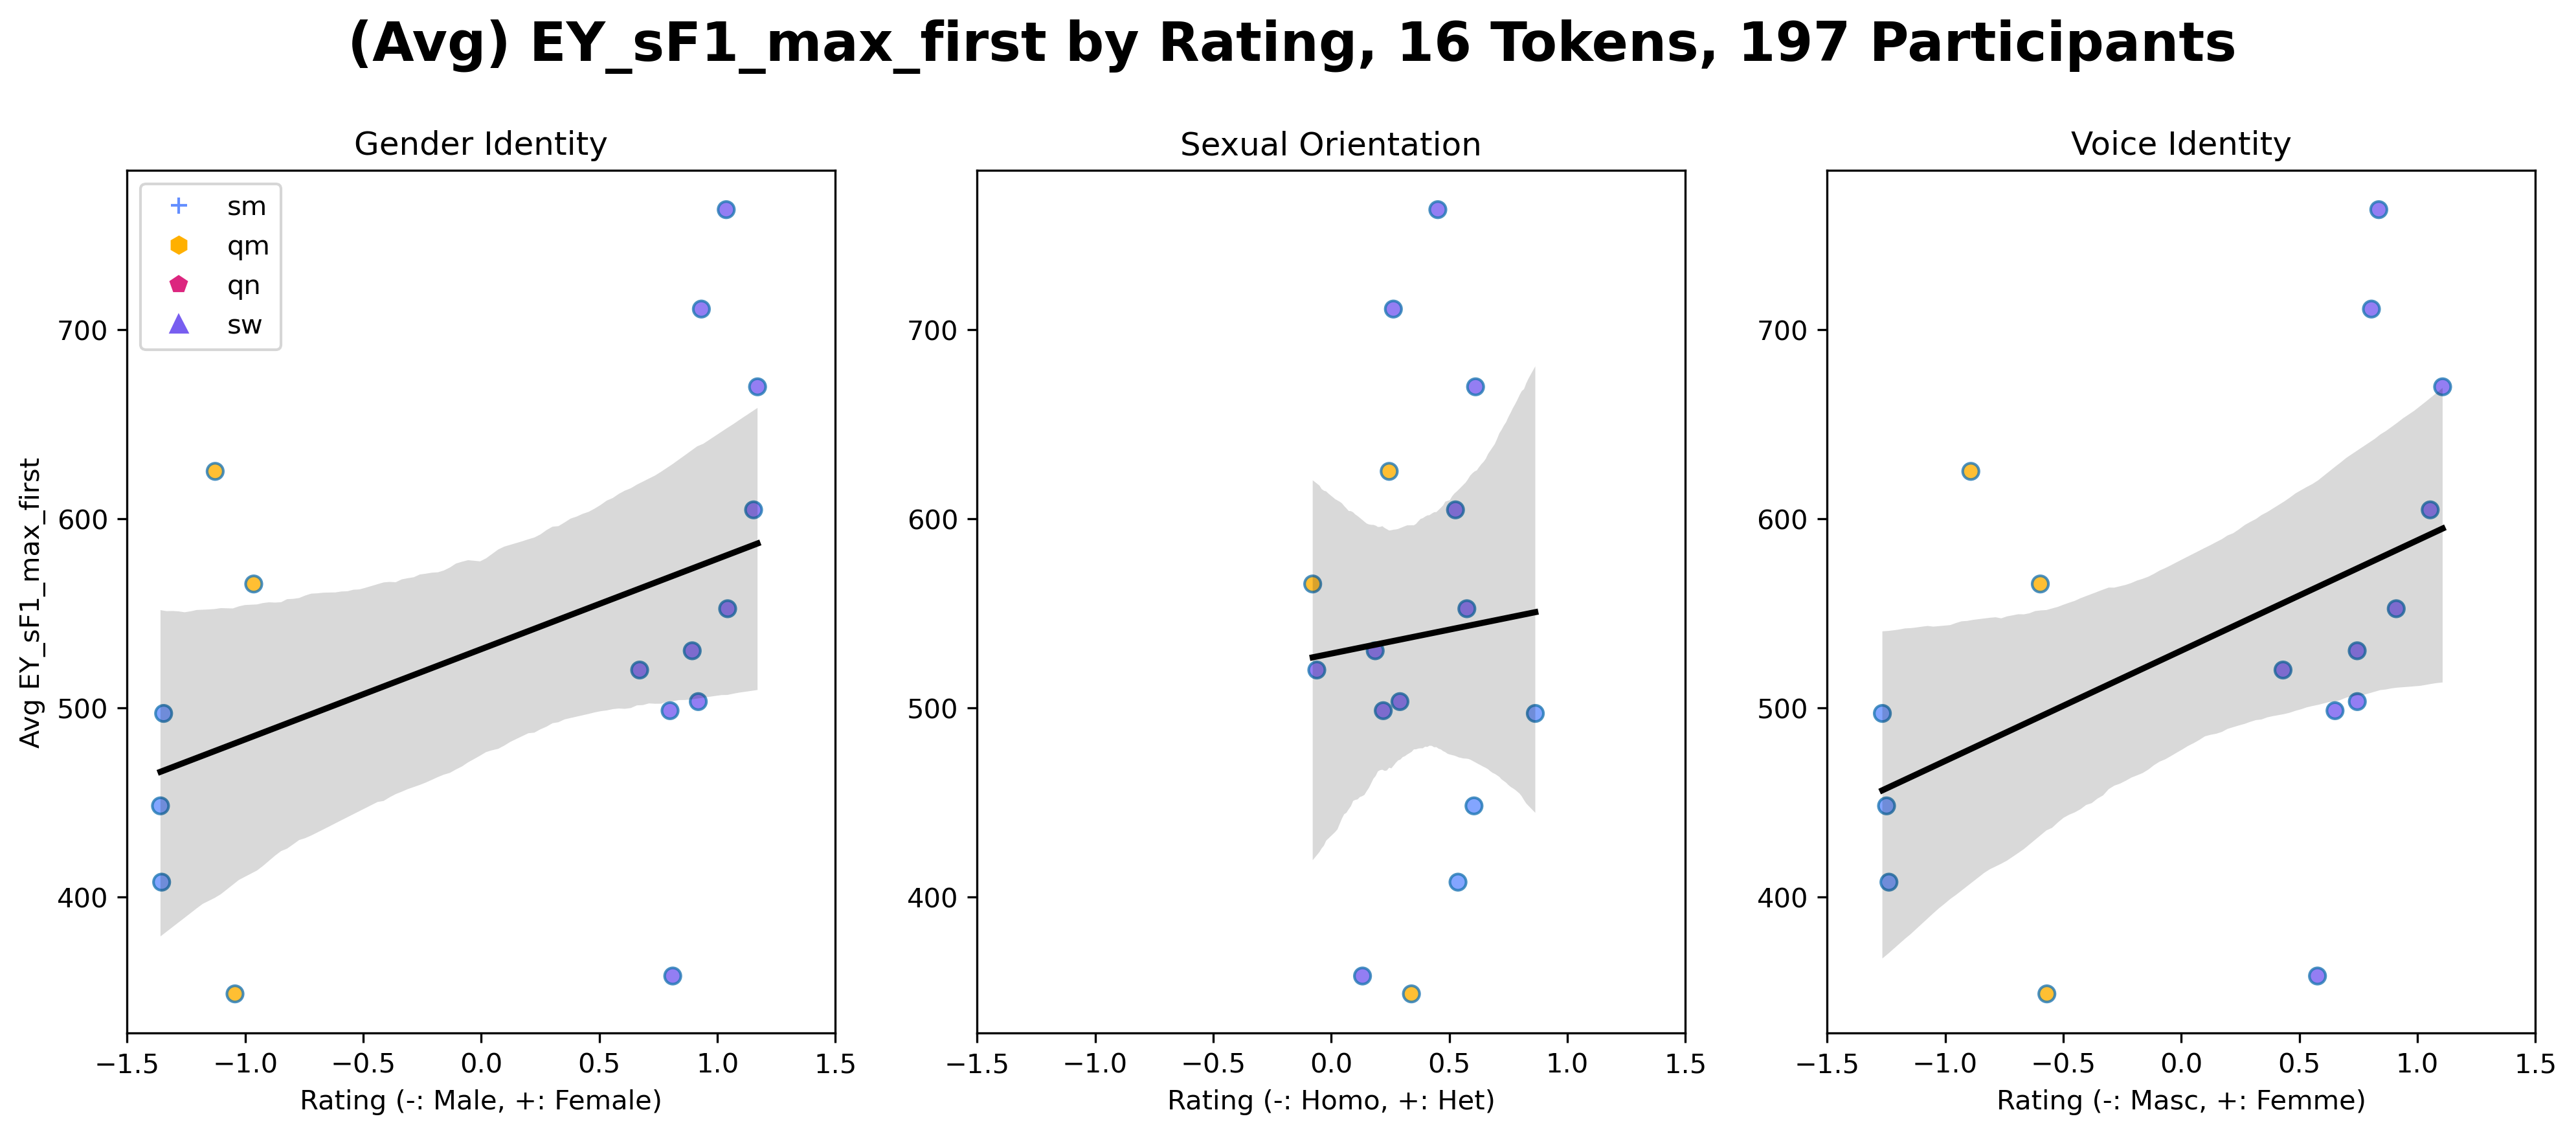 (Avg) EY_sF1_max_first by Rating, 16 Tokens, 197 Participants
Gender Identity
Sexual Orientation
Voice Identity
sm
qm
qn
sw
Avg EY_sF1_max_first
700
600
500
400
700
600
500
400
700
600
500
400
−1.5 −1.0 −0.5 0.0 0.5 1.0 1.5
−1.5 −1.0 −0.5 0.0 0.5 1.0 1.5
−1.5 −1.0 −0.5 0.0 0.5 1.0 1.5
Rating (-: Male, +: Female)
Rating (-: Homo, +: Het)
Rating (-: Masc, +: Femme)